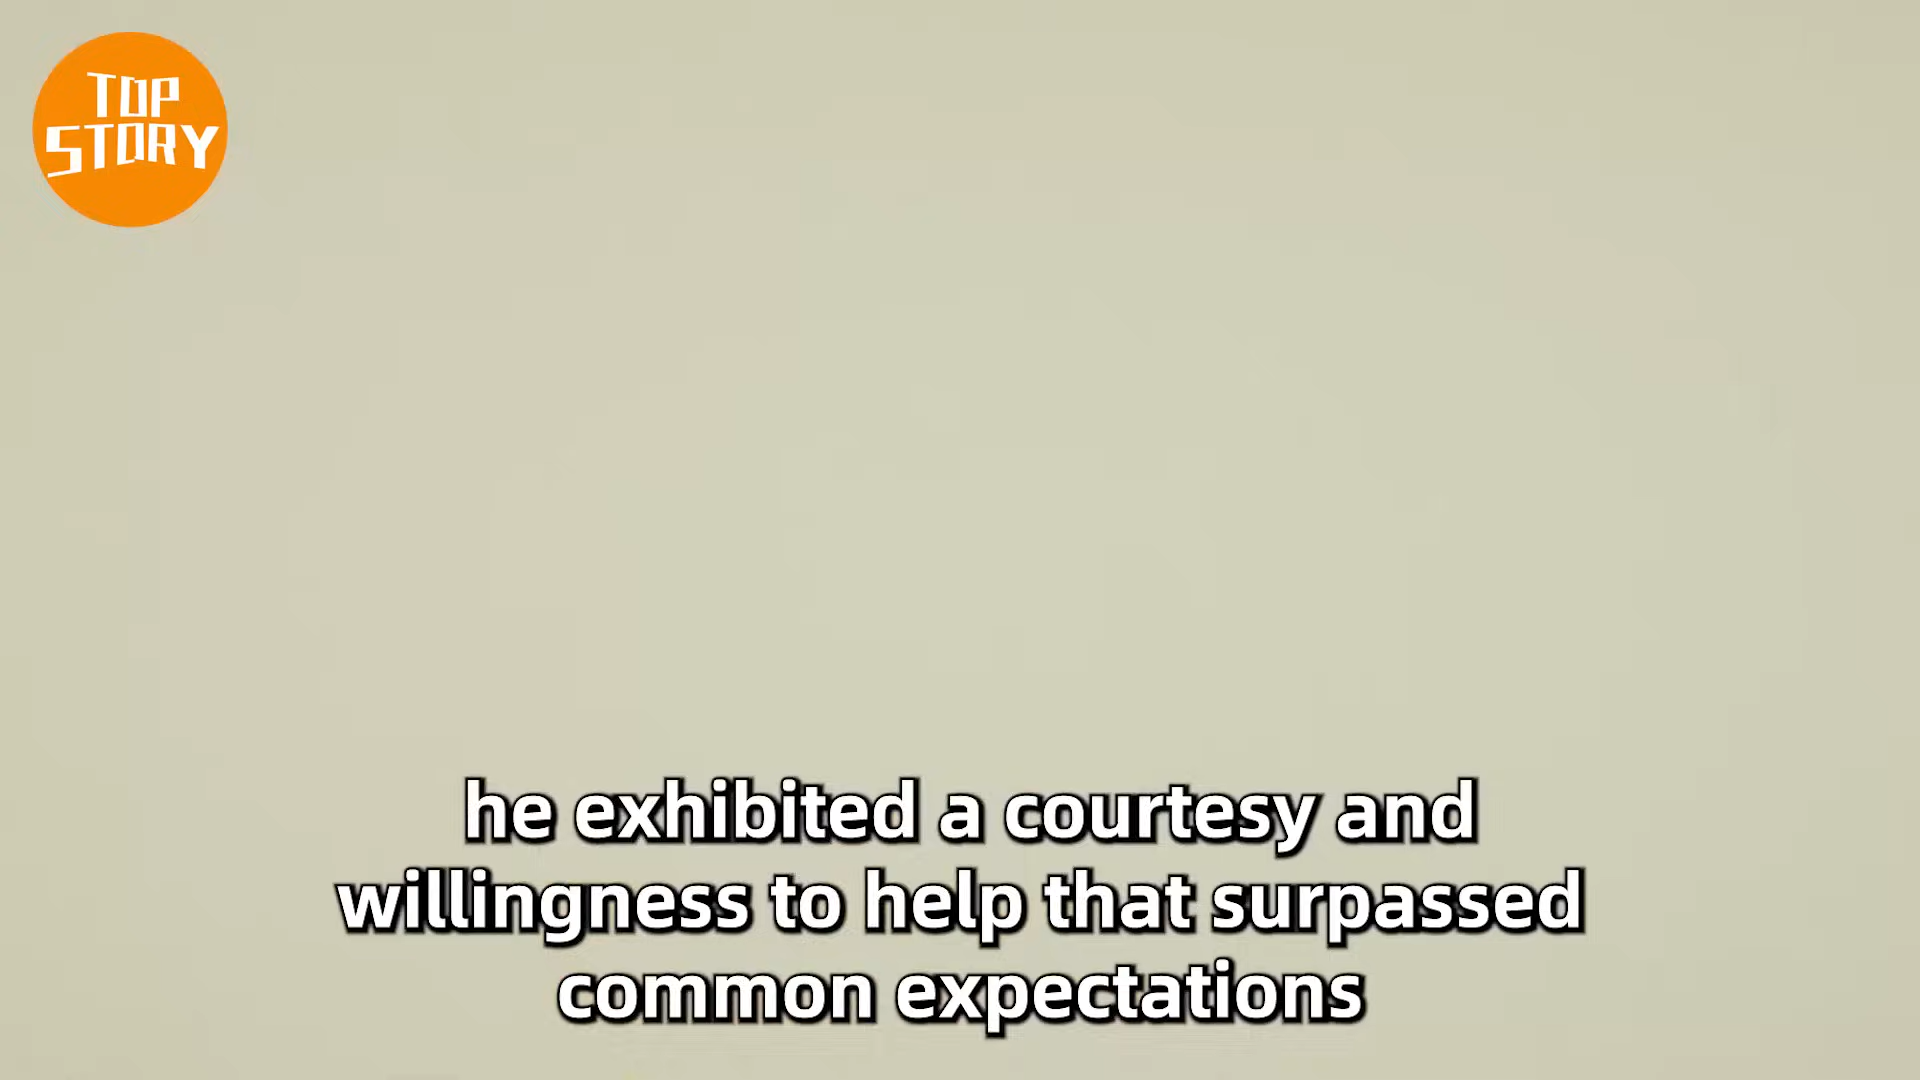 TOP
STORY
he exhibited a courtesy and
willingness to help that surpassed
common expectations